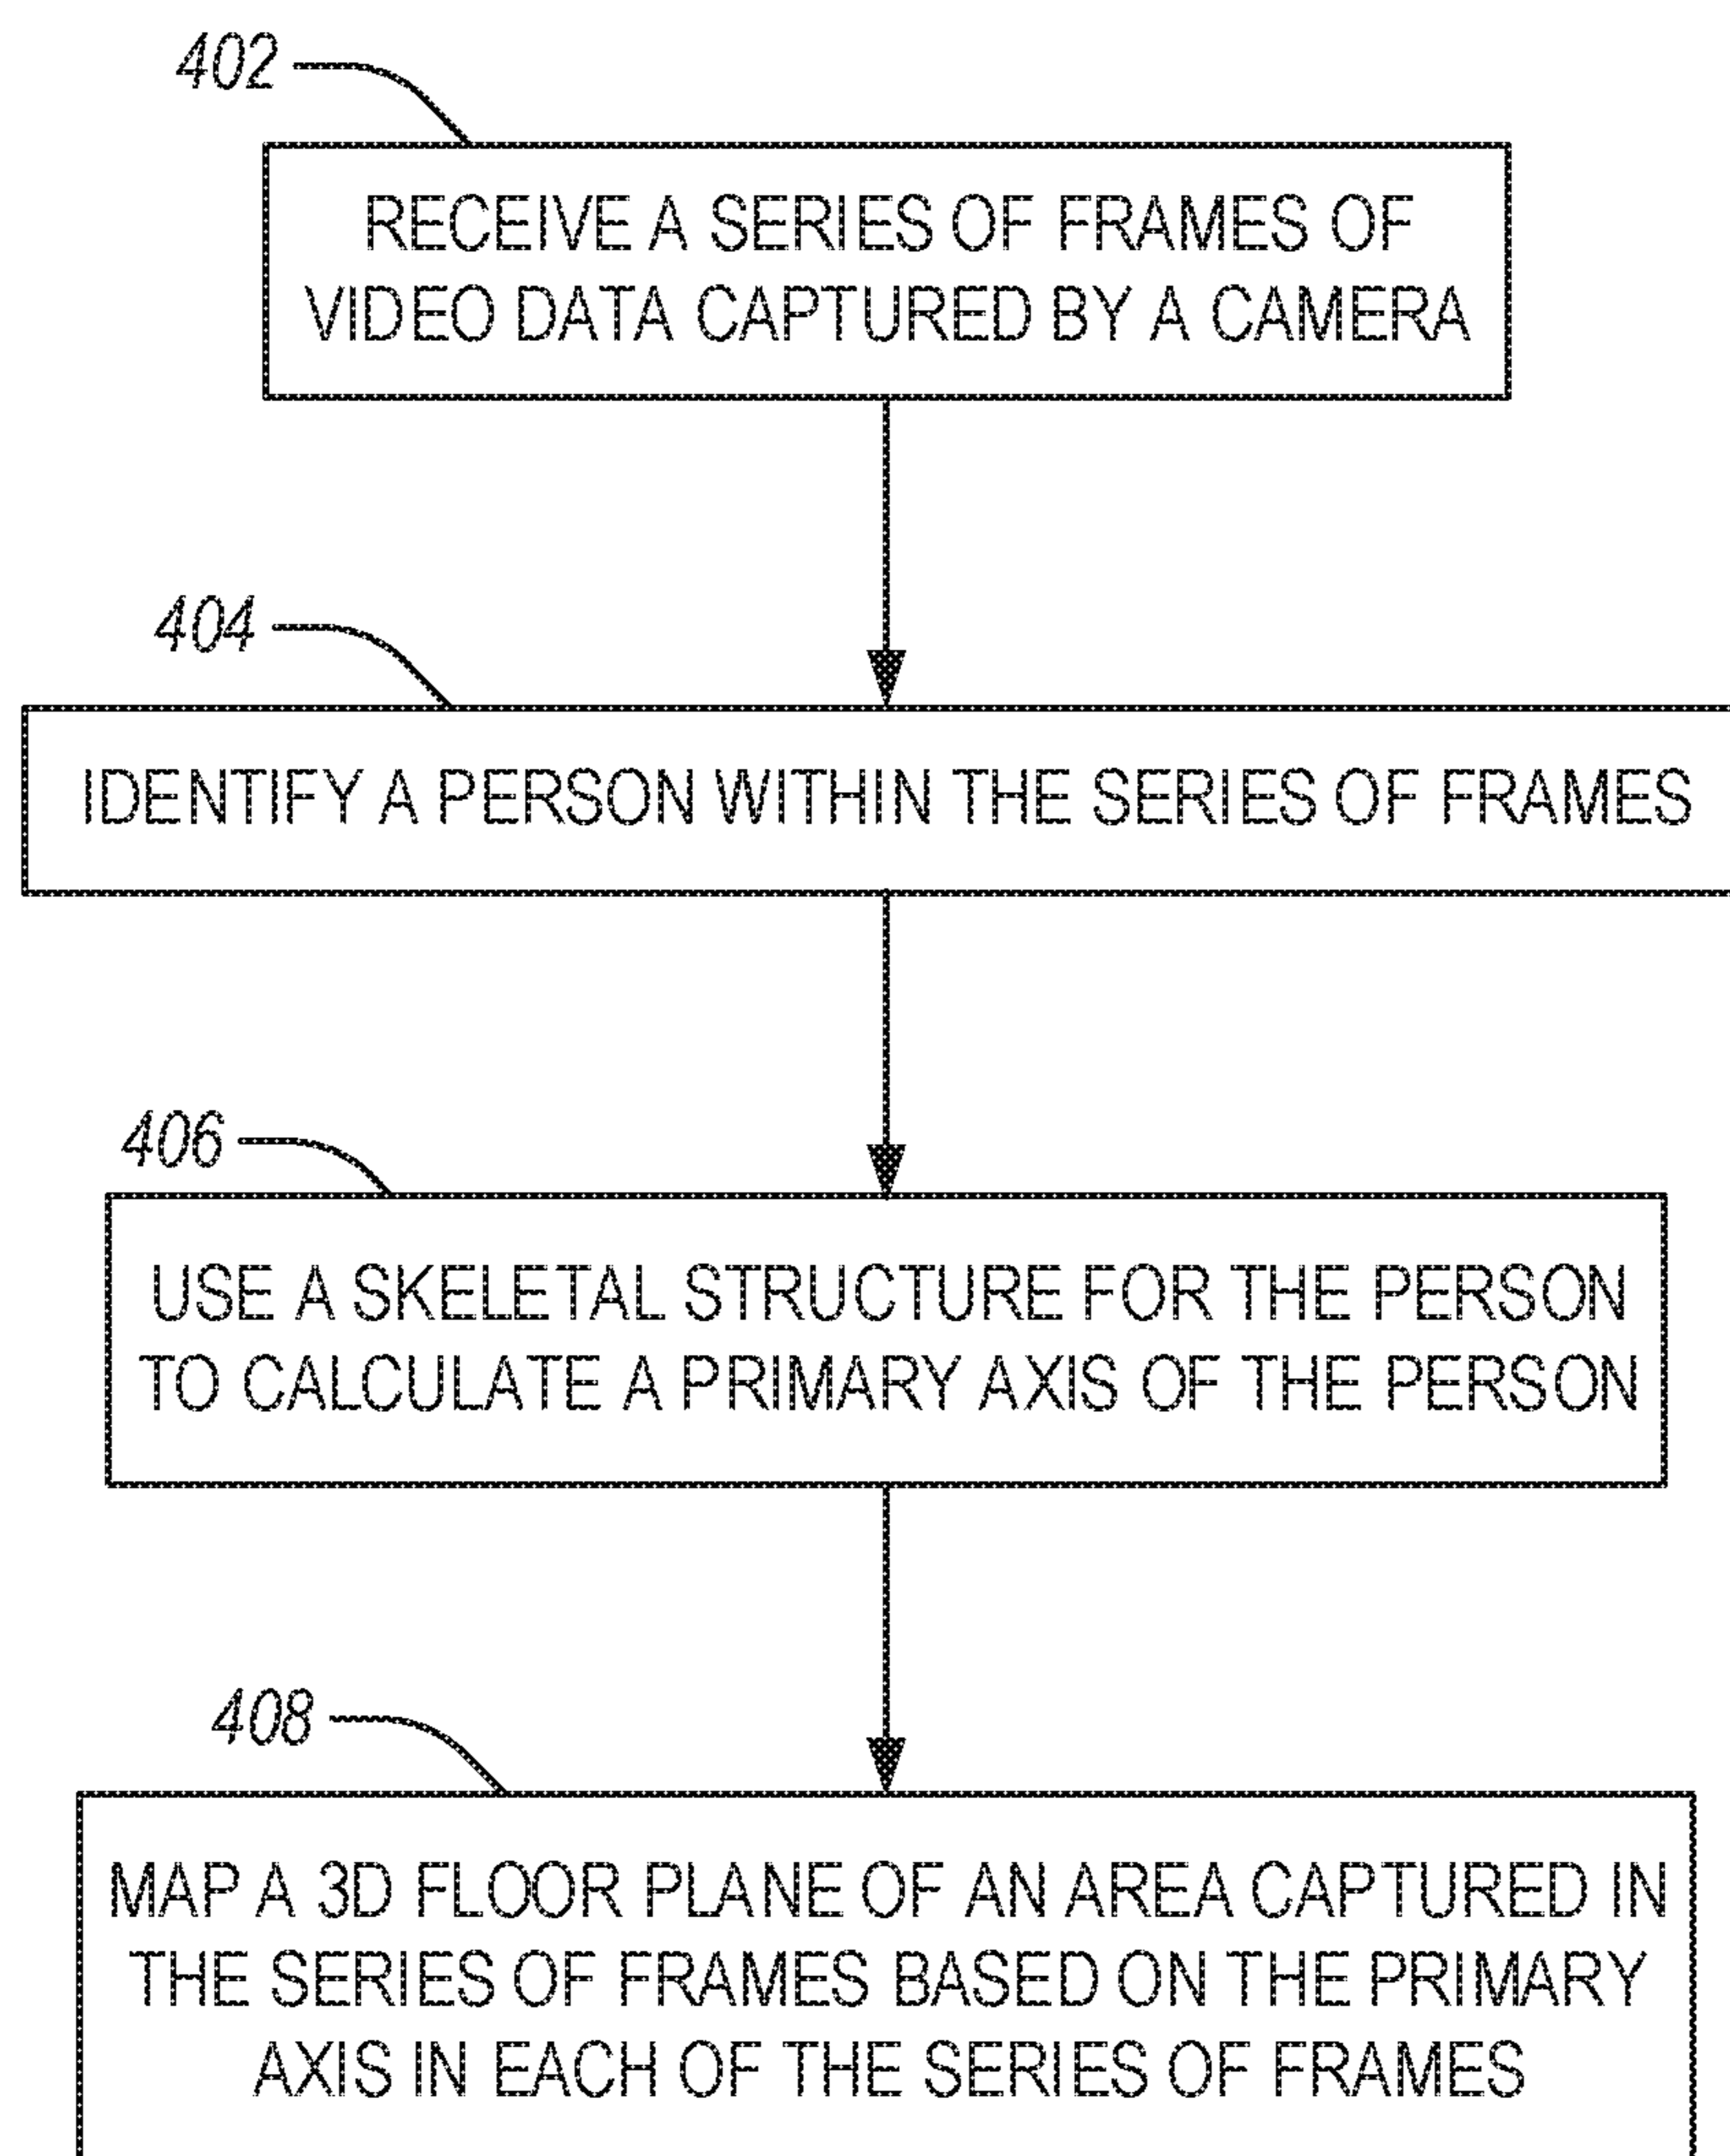 402
RECEIVE A SERIES OF FRAMES OF
VIDEO DATA CAPTURED BY A CAMERA
404
IDENTIFY A PERSON WITHIN THE SERIES OF FRAMES
406
USE A SKELETAL STRUCTURE FOR THE PERSON
TO CALCULATE A PRIMARY AXIS OF THE PERSON
408
MAP A 3D FLOOR PLANE OF AN AREA CAPTURED IN
THE SERIES OF FRAMES BASED ON THE PRIMARY
AXIS IN EACH OF THE SERIES OF FRAMES